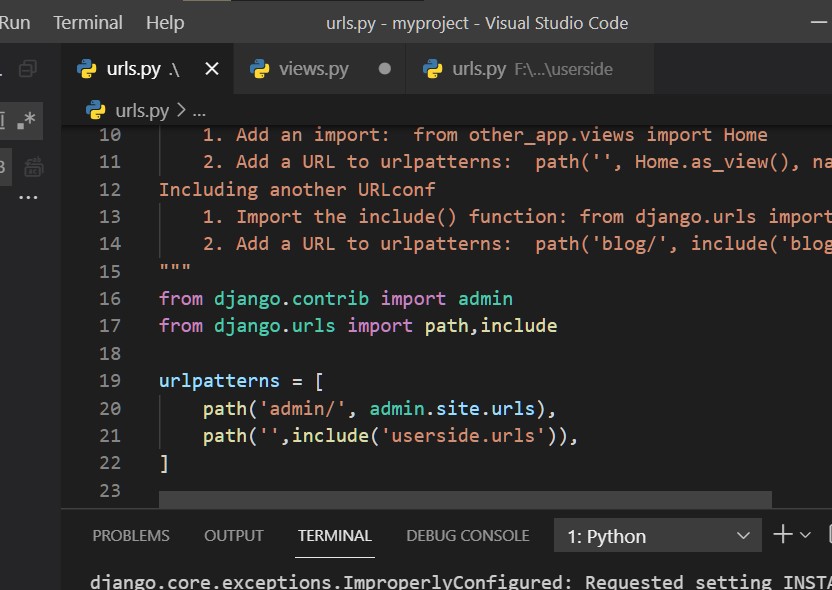 Run Terminal Help urls.py - myproject - Visual Studio Code
urls.py .\ views.py urls.py F:\...\userside
urls.py > ...
10 1. Add an import:  from other_app.views import Home
11 2. Add a URL to urlpatterns:  path('', Home.as_view(), na
12 Including another URLconf
13 1. Import the include() function: from django.urls import
14 2. Add a URL to urlpatterns:  path('blog/', include('blog
15 """
16 from django.contrib import admin
17 from django.urls import path,include
18
19 urlpatterns = [
20 path('admin/', admin.site.urls),
21 path('',include('userside.urls')),
22 ]
23
PROBLEMS OUTPUT TERMINAL DEBUG CONSOLE 1: Python
django.core.exceptions.ImproperlyConfigured: Requested setting INSTA